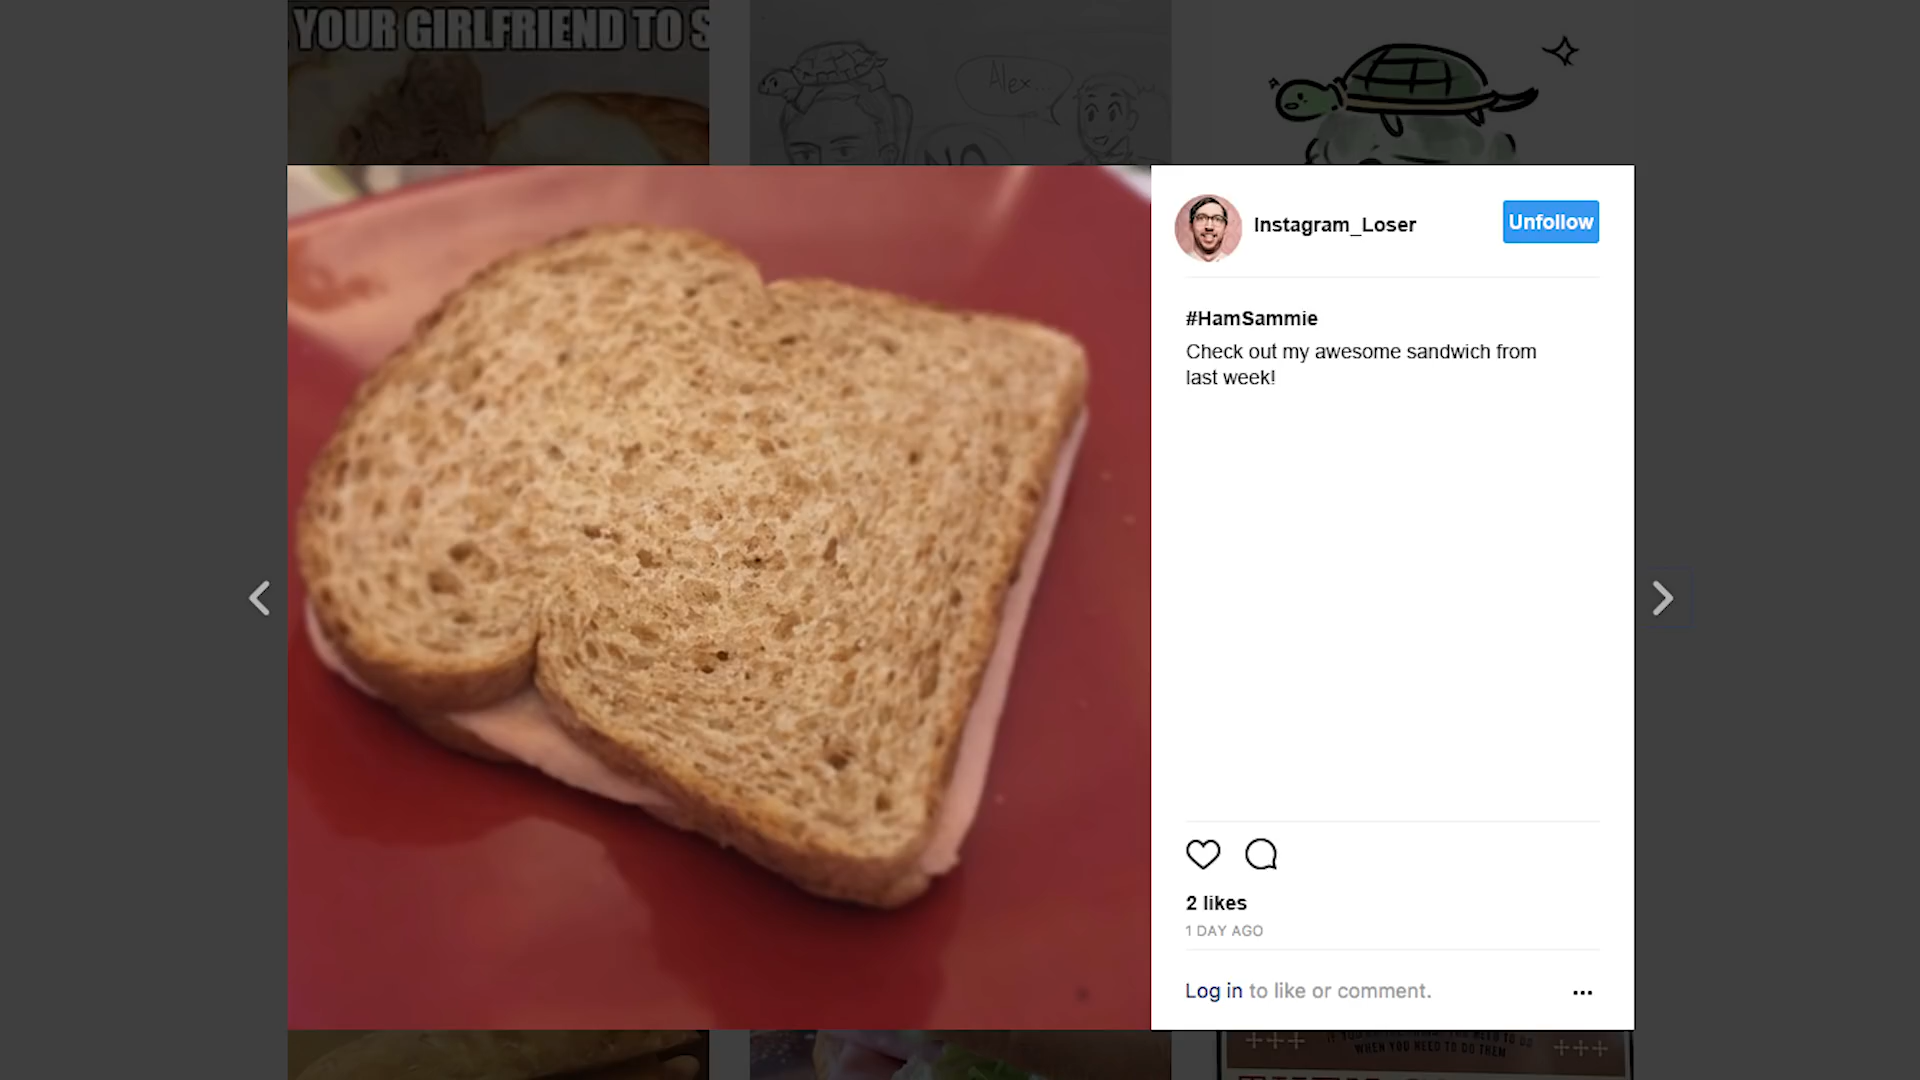 YOUR GIRLFRIEND TO S
Alex...
NO
Instagram_Loser
Unfollow
#HamSammie
Check out my awesome sandwich from
last week!
2 likes
1 DAY AGO
Log in to like or comment.
...
WHEN YOU NEED TO DO THEM